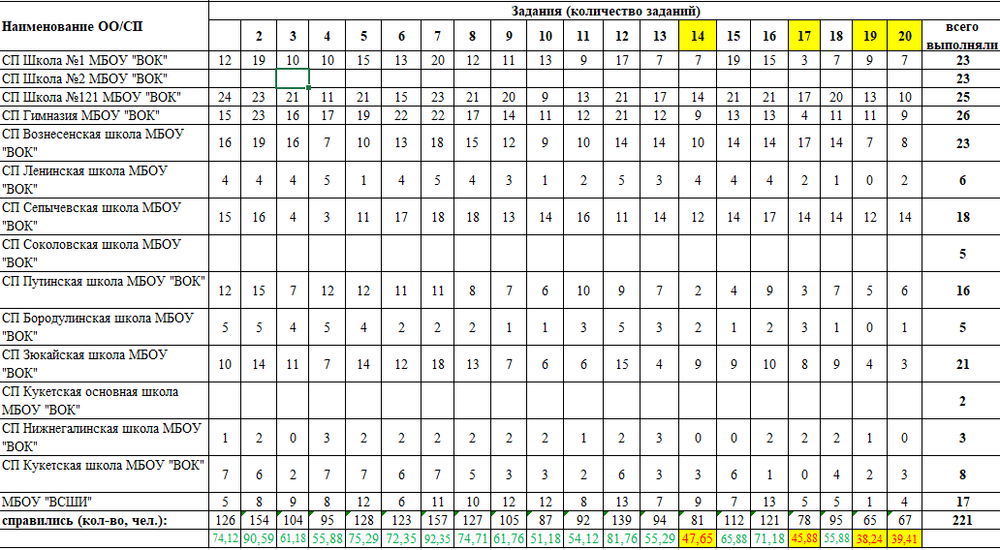 Наименование ОО/СП Задания (количество заданий) всего выполняли
2 3 4 5 6 7 8 9 10 11 12 13 14 15 16 17 18 19 20
СП Школа №1 МБОУ "ВОК" 12 19 10 10 15 13 20 12 11 13 9 17 7 7 19 15 3 7 9 7 23
СП Школа №2 МБОУ "ВОК" 23
СП Школа №121 МБОУ "ВОК" 24 23 21 11 21 15 23 21 20 9 13 21 17 14 21 21 17 20 13 10 25
СП Гимназия МБОУ "ВОК" 15 23 16 17 19 22 22 17 14 11 12 21 12 9 13 13 4 11 11 9 26
СП Вознесенская школа МБОУ
"ВОК" 16 19 16 7 10 13 18 15 12 9 10 14 14 10 14 14 17 14 7 8 23
СП Ленинская школа МБОУ
"ВОК" 4 4 4 5 1 4 5 4 3 1 2 5 3 4 4 4 2 1 0 2 6
СП Сепычевская школа МБОУ
"ВОК" 15 16 4 3 11 17 18 18 13 14 16 11 14 12 14 17 14 14 12 14 18
СП Соколовская школа МБОУ
"ВОК" 5
СП Путинская школа МБОУ "ВОК" 12 15 7 12 12 11 11 8 7 6 10 9 7 2 4 9 3 7 5 6 16
СП Бородулинская школа МБОУ
"ВОК" 5 5 4 5 4 2 2 2 1 1 3 5 3 2 1 2 3 1 0 1 5
СП Зюкайская школа МБОУ
"ВОК" 10 14 11 7 14 12 18 13 7 6 6 15 4 9 9 10 8 9 4 3 21
СП Кукетская основная школа
МБОУ "ВОК" 2
СП Нижнегалинская школа МБОУ
"ВОК" 1 2 0 3 2 2 2 2 2 2 1 2 3 0 0 2 2 2 1 0 3
СП Кукетская школа МБОУ "ВОК" 7 6 2 7 7 6 7 5 3 3 2 6 3 3 6 1 0 4 2 3 8
МБОУ "ВСШИ" 5 8 9 8 12 6 11 10 12 12 8 13 7 9 7 13 5 5 1 4 17
справились (кол-во, чел.): 126 154 104 95 128 123 157 127 105 87 92 139 94 81 112 121 78 95 65 67 221
74,12 90,59 61,18 55,88 75,29 72,35 92,35 74,71 61,76 51,18 54,12 81,76 55,29 47,65 65,88 71,18 45,88 55,88 38,24 39,41